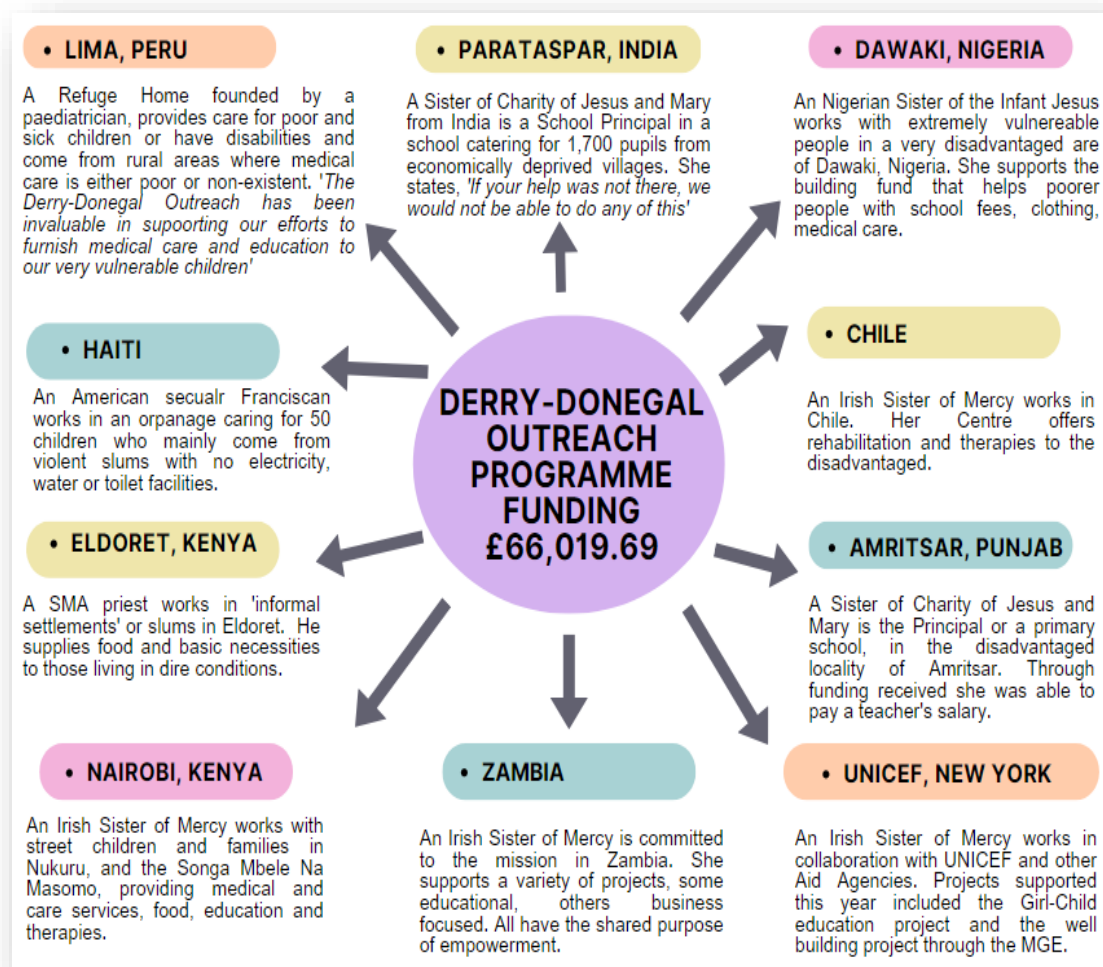 • LIMA, PERU
A Refuge Home founded by a
paediatrician, provides care for poor and
sick children or have disabilities and
come from rural areas where medical
care is either poor or non-existent. 'The
Derry-Donegal Outreach has been
invaluable in supoorting our efforts to
furnish medical care and education to
our very vulnerable children'
• PARATASPAR, INDIA
A Sister of Charity of Jesus and Mary
from India is a School Principal in a
school catering for 1,700 pupils from
economically deprived villages. She
states, 'If your help was not there, we
would not be able to do any of this'
• DAWAKI, NIGERIA
An Nigerian Sister of the Infant Jesus
works with extremely vulnereable
people in a very disadvantaged are
of Dawaki, Nigeria. She supports the
building fund that helps poorer
people with school fees, clothing,
medical care.
• HAITI
An American secualr Franciscan
works in an orpanage caring for 50
children who mainly come from
violent slums with no electricity,
water or toilet facilities.
DERRY-DONEGAL
OUTREACH
PROGRAMME
FUNDING
£66,019.69
• CHILE
An Irish Sister of Mercy works in
Chile. Her Centre offers
rehabilitation and therapies to the
disadvantaged.
• ELDORET, KENYA
A SMA priest works in 'informal
settlements' or slums in Eldoret. He
supplies food and basic necessities
to those living in dire conditions.
• AMRITSAR, PUNJAB
A Sister of Charity of Jesus and
Mary is the Principal or a primary
school, in the disadvantaged
locality of Amritsar. Through
funding received she was able to
pay a teacher's salary.
• NAIROBI, KENYA
An Irish Sister of Mercy works with
street children and families in
Nukuru, and the Songa Mbele Na
Masomo, providing medical and
care services, food, education and
therapies.
• ZAMBIA
An Irish Sister of Mercy is committed
to the mission in Zambia. She
supports a variety of projects, some
educational, others business
focused. All have the shared purpose
of empowerment.
• UNICEF, NEW YORK
An Irish Sister of Mercy works in
collaboration with UNICEF and other
Aid Agencies. Projects supported
this year included the Girl-Child
education project and the well
building project through the MGE.